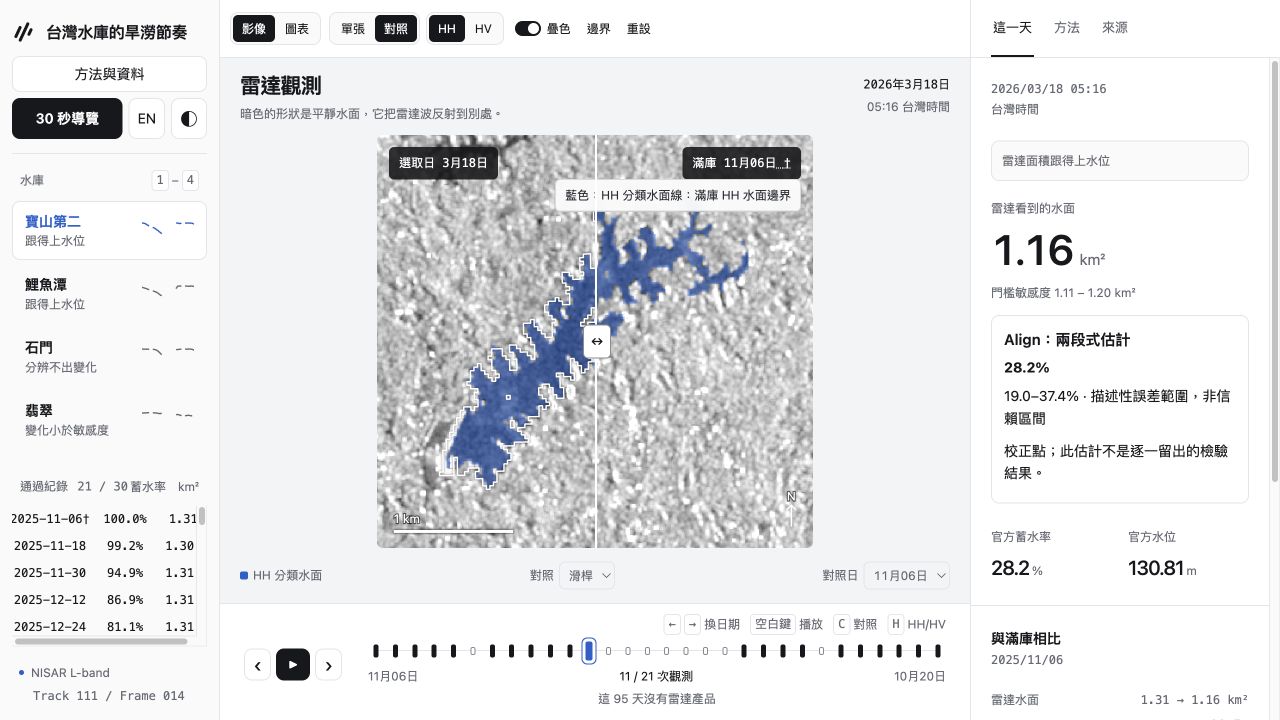 台灣水庫的旱澇節奏
方法與資料
30 秒導覽 EN
水庫 1 – 4
寶山第二
跟得上水位
鯉魚潭
跟得上水位
石門
分辨不出變化
翡翠
變化小於敏感度
通過紀錄 21 / 30 蓄水率 km²
2025-11-06† 100.0% 1.31
2025-11-18 99.2% 1.30
2025-11-30 94.9% 1.31
2025-12-12 86.9% 1.31
2025-12-24 81.1% 1.31
NISAR L-band
Track 111 / Frame 014
影像 圖表 單張 對照 HH HV 疊色 邊界 重設
雷達觀測
暗色的形狀是平靜水面，它把雷達波反射到別處。
2026年3月18日
05:16 台灣時間
選取日 3月18日
滿庫 11月06日 †
藍色：HH 分類水面線：滿庫 HH 水面邊界
N
1 km
HH 分類水面
對照 滑桿
對照日 11月06日
← → 換日期 空白鍵 播放 C 對照 H HH/HV
11月06日 11 / 21 次觀測 10月20日
這 95 天沒有雷達產品
這一天 方法 來源
2026/03/18 05:16
台灣時間
雷達面積跟得上水位
雷達看到的水面
1.16 km²
門檻敏感度 1.11 – 1.20 km²
Align：兩段式估計
28.2%
19.0–37.4% · 描述性誤差範圍，非信
賴區間
校正點；此估計不是逐一留出的檢驗
結果。
官方蓄水率 官方水位
28.2 % 130.81 m
與滿庫相比
2025/11/06
雷達水面 1.31 → 1.16 km²